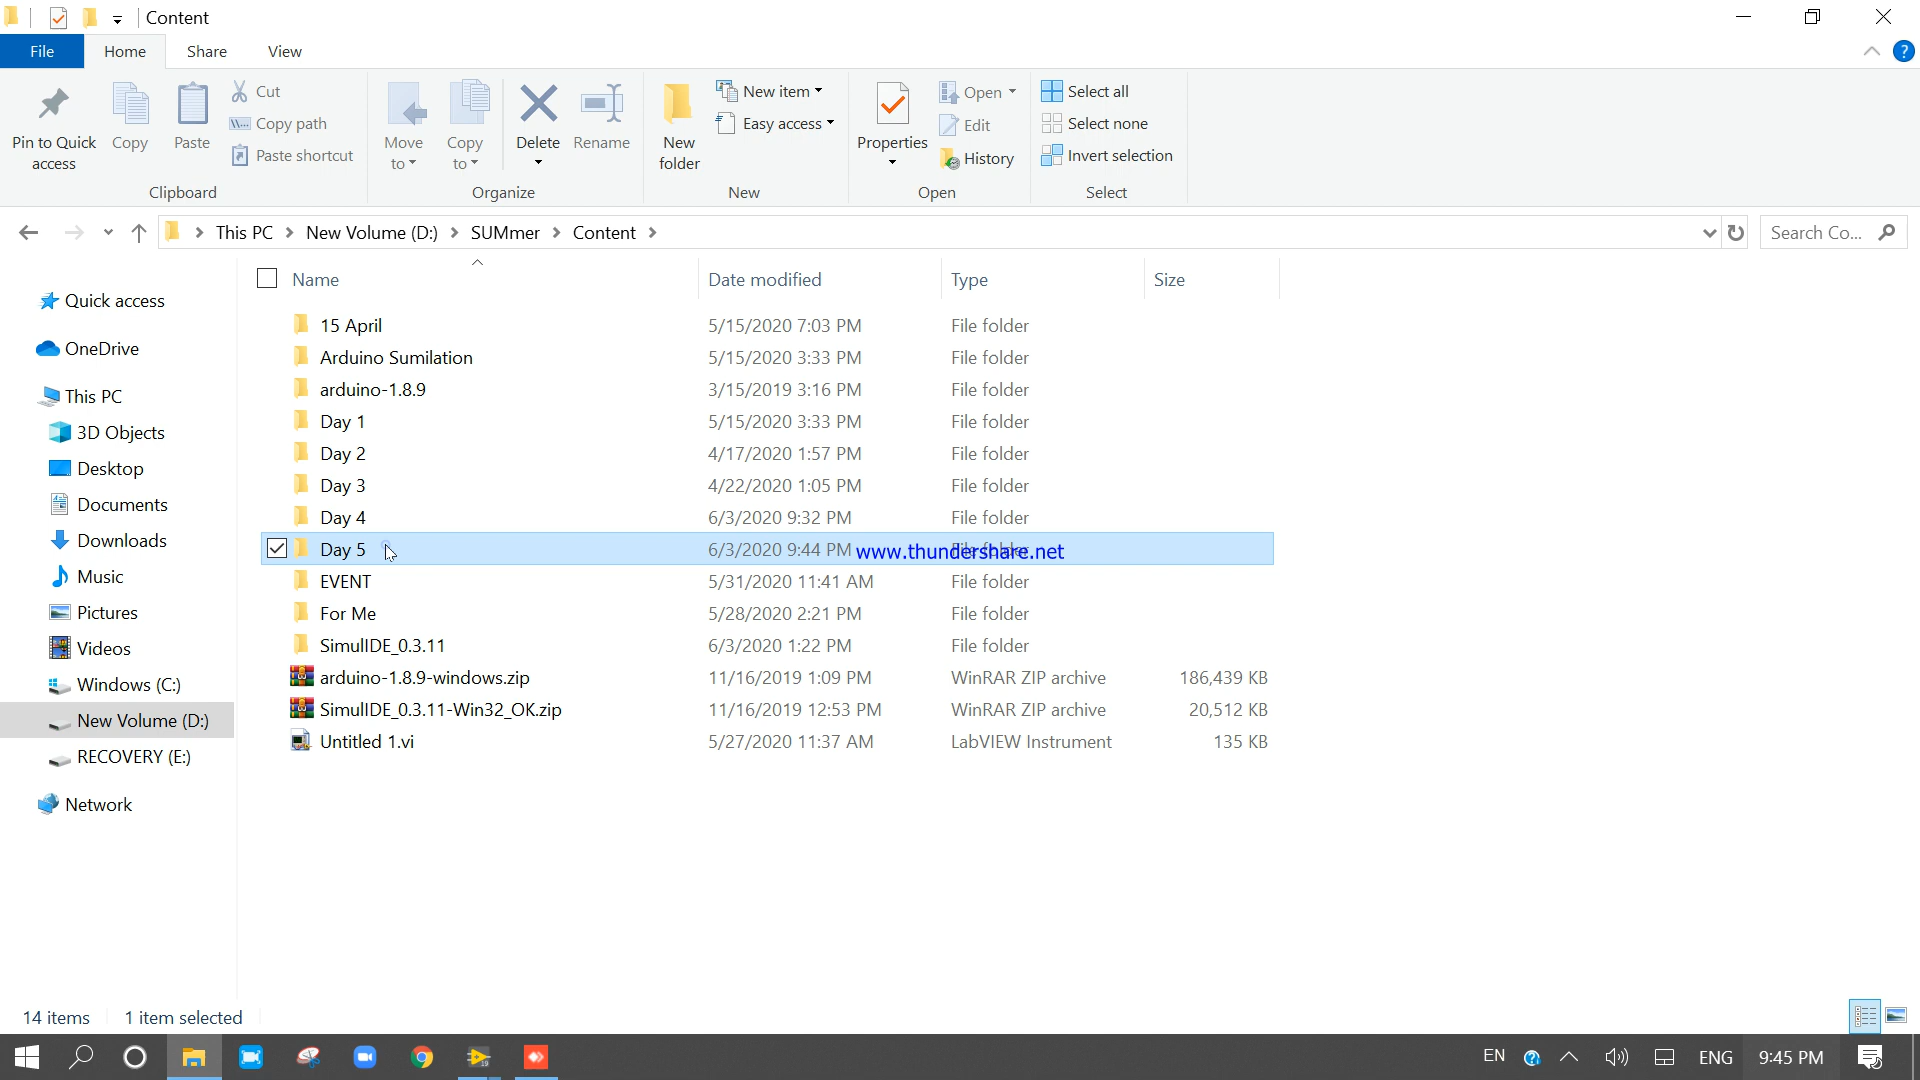 Content
File Home Share View
Pin to Quick access
Copy
Paste
Cut
Copy path
Paste shortcut
Clipboard
Move to
Copy to
Delete
Rename
Organize
New folder
New item
Easy access
New
Properties
Open
Edit
History
Open
Select all
Select none
Invert selection
Select
This PC New Volume (D:) SUMmer Content
Search Co...
Name Date modified Type Size
Quick access
OneDrive
This PC
3D Objects
Desktop
Documents
Downloads
Music
Pictures
Videos
Windows (C:)
New Volume (D:)
RECOVERY (E:)
Network
15 April 5/15/2020 7:03 PM File folder
Arduino Sumilation 5/15/2020 3:33 PM File folder
arduino-1.8.9 3/15/2019 3:16 PM File folder
Day 1 5/15/2020 3:33 PM File folder
Day 2 4/17/2020 1:57 PM File folder
Day 3 4/22/2020 1:05 PM File folder
Day 4 6/3/2020 9:32 PM File folder
Day 5 6/3/2020 9:44 PM File folder
www.thundershare.net
EVENT 5/31/2020 11:41 AM File folder
For Me 5/28/2020 2:21 PM File folder
SimulIDE_0.3.11 6/3/2020 1:22 PM File folder
arduino-1.8.9-windows.zip 11/16/2019 1:09 PM WinRAR ZIP archive 186,439 KB
SimulIDE_0.3.11-Win32_OK.zip 11/16/2019 12:53 PM WinRAR ZIP archive 20,512 KB
Untitled 1.vi 5/27/2020 11:37 AM LabVIEW Instrument 135 KB
14 items 1 item selected
EN ENG 9:45 PM